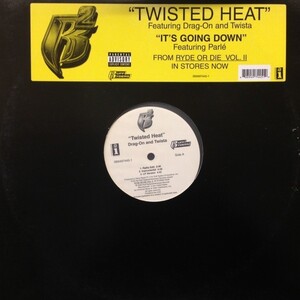 "TWISTED HEAT"
Featuring Drag-On and Twista
"IT'S GOING DOWN"
Featuring Parlé
FROM RYDE OR DIE VOL. II
IN STORES NOW
PARENTAL
ADVISORY
EXPLICIT CONTENT
"Twisted Heat"
Drag-On and Twista
Side A